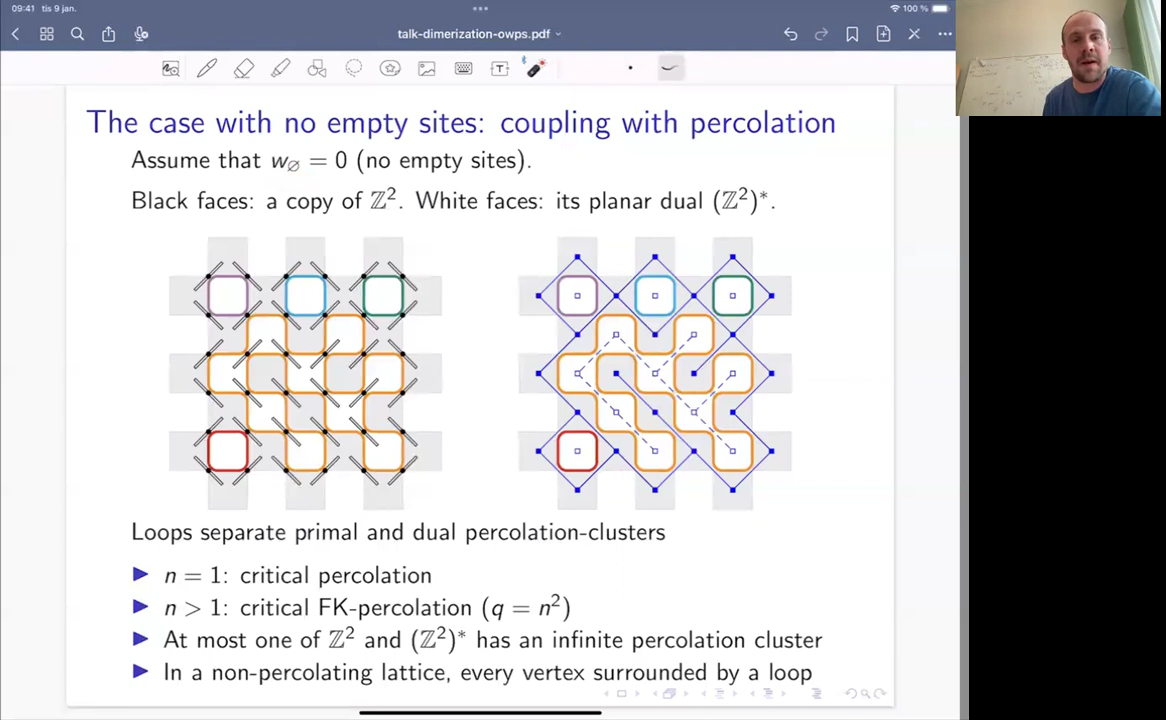 09:41 tis 9 jan.
100 %
talk-dimerization-owps.pdf
The case with no empty sites: coupling with percolation
Assume that w∅ = 0 (no empty sites).
Black faces: a copy of ℤ². White faces: its planar dual (ℤ²)*.
Loops separate primal and dual percolation-clusters
▶ n = 1: critical percolation
▶ n > 1: critical FK-percolation (q = n²)
▶ At most one of ℤ² and (ℤ²)* has an infinite percolation cluster
▶ In a non-percolating lattice, every vertex surrounded by a loop